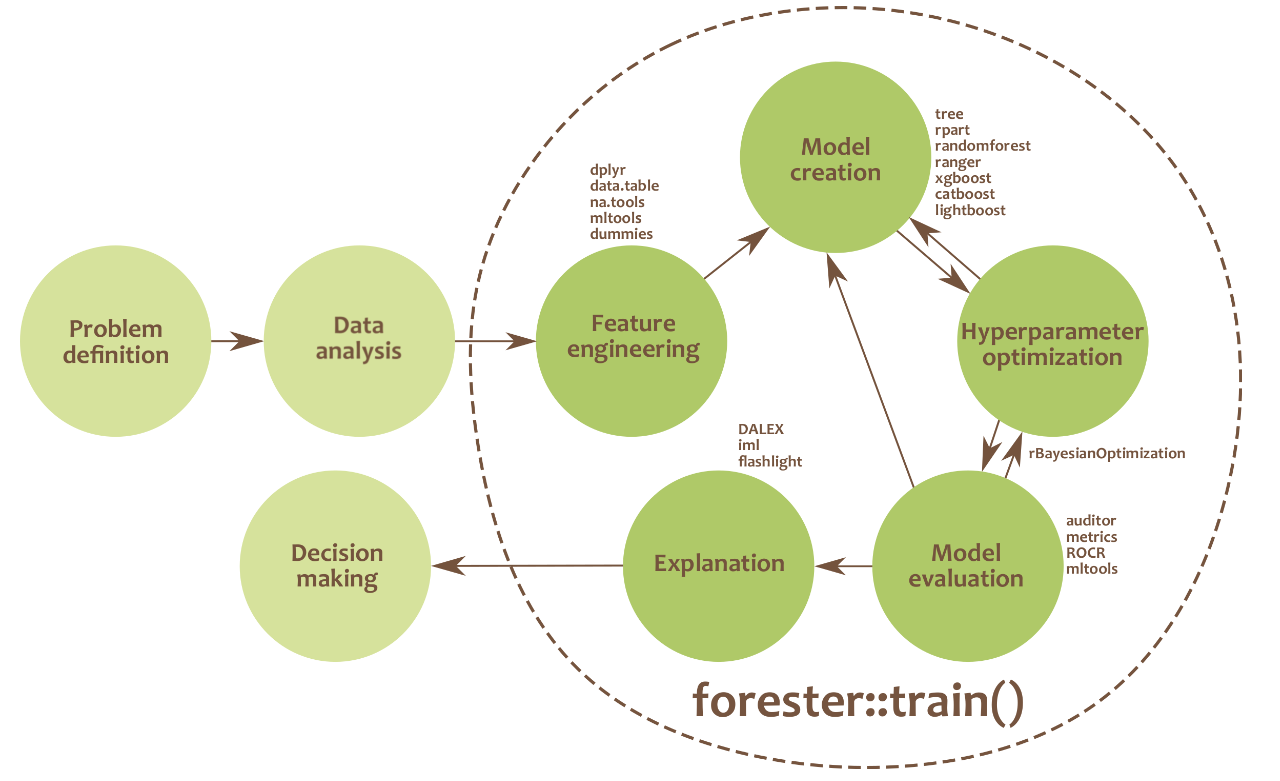 Problem
definition
Data
analysis
dplyr
data.table
na.tools
mltools
dummies
Feature
engineering
Model
creation
tree
rpart
randomforest
ranger
xgboost
catboost
lightboost
Hyperparameter
optimization
rBayesianOptimization
Model
evaluation
auditor
metrics
ROCR
mltools
DALEX
iml
flashlight
Explanation
Decision
making
forester::train()